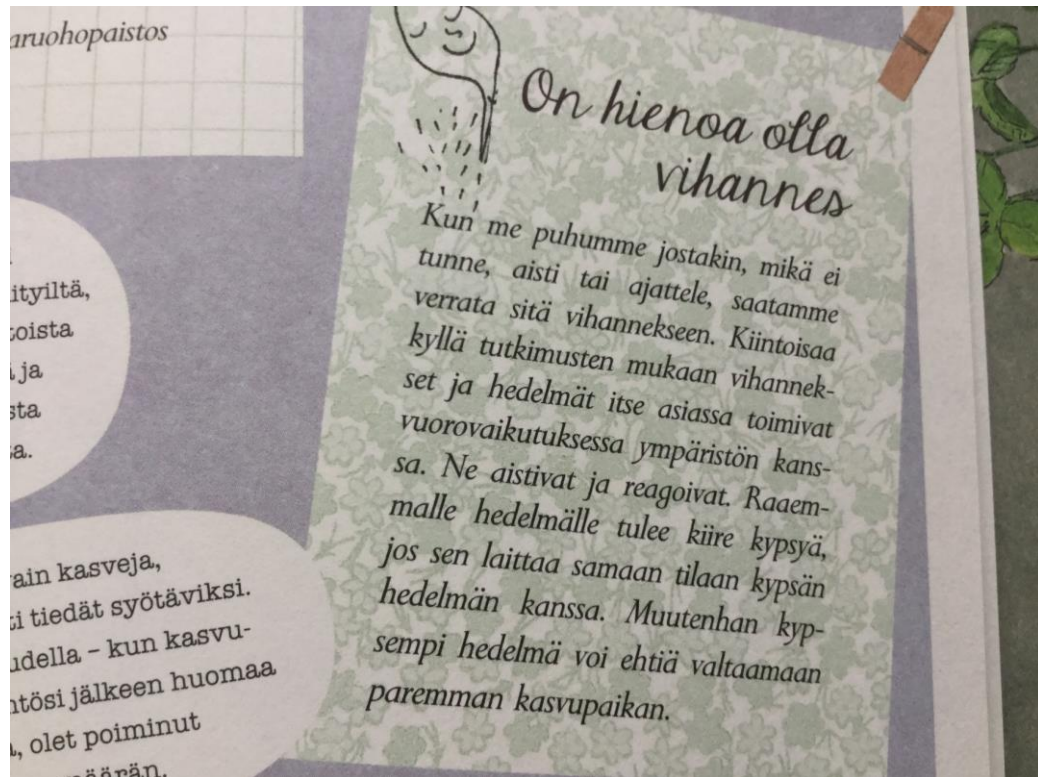 aruohopaistos
On hienoa olla
vihannes
Kun me puhumme jostakin, mikä ei
tunne, aisti tai ajattele, saatamme
verrata sitä vihannekseen. Kiintoisaa
kyllä tutkimusten mukaan vihannek-
set ja hedelmät itse asiassa toimivat
vuorovaikutuksessa ympäristön kans-
sa. Ne aistivat ja reagoivat. Raaem-
malle hedelmälle tulee kiire kypsyä,
jos sen laittaa samaan tilaan kypsän
hedelmän kanssa. Muutenhan kyp-
sempi hedelmä voi ehtiä valtaamaan
paremman kasvupaikan.
ityiltä,
toista
ja
sta
a.
ain kasveja,
ti tiedät syötäviksi.
udella – kun kasvu-
ntösi jälkeen huomaa
, olet poiminut
määrän.